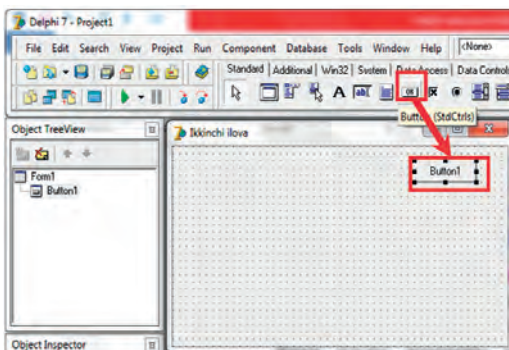 Delphi 7 - Project1
File Edit Search View Project Run Component Database Tools Window Help <None>
Standard Additional Win32 System Data Access Data Controls
Button (StdCtrls)
Object TreeView
Ikkinchi ilova
Form1
Button1
Button1
Object Inspector